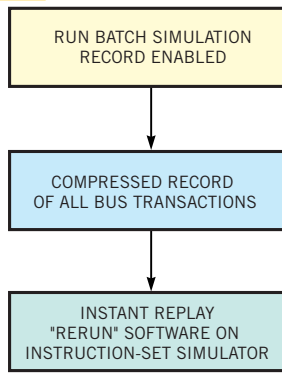 RUN BATCH SIMULATION
RECORD ENABLED
COMPRESSED RECORD
OF ALL BUS TRANSACTIONS
INSTANT REPLAY
"RERUN" SOFTWARE ON
INSTRUCTION-SET SIMULATOR